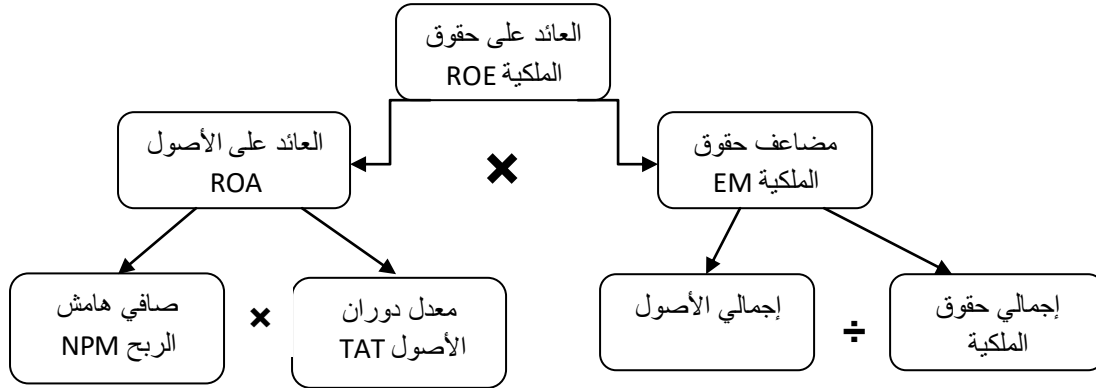 العائد على حقوق
الملكية ROE
العائد على الأصول
ROA
×
مضاعف حقوق
الملكية EM
صافي هامش
الربح NPM
×
معدل دوران
الأصول TAT
إجمالي الأصول
÷
إجمالي حقوق
الملكية